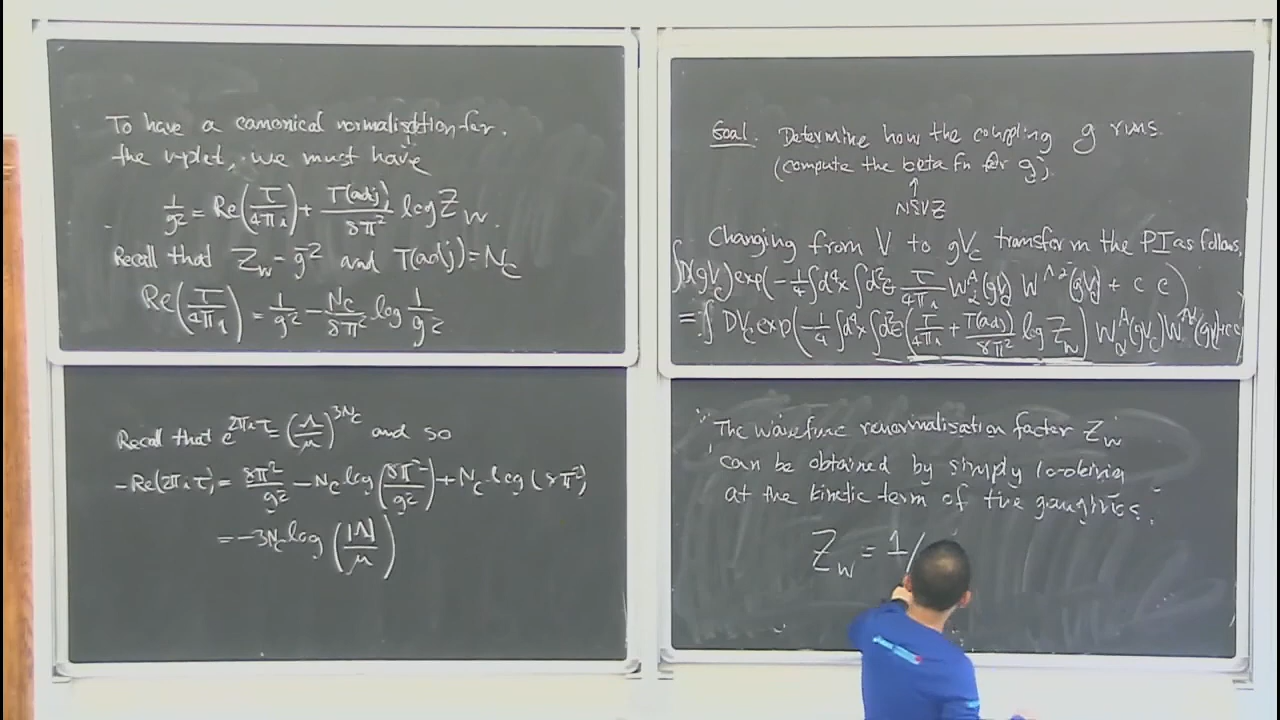 To have a canonical normalisation for
the v-plet, we must have
1/g² = Re(τ/4πi) + T(adj)/8π² log Z_W
Recall that Z_W = g^-2 and T(adj) = N_c
Re(τ/4πi) = 1/g² - N_c/8π² log 1/g²
Recall that e^{2πiτ} = (Λ/μ)^{3N_c} and so
-Re(2πiτ) = 8π²/g² - N_c log(8π²/g²) + N_c log(8π²)
= -3N_c log(|Λ|/μ)
Goal. Determine how the coupling g runs
(compute the beta fn for g)
↑
NSVZ
Changing from V to gV_c transform the PI as follows,
∫D(gV_c) exp(-1/4 ∫d⁴x ∫d²θ τ/4πi W_α^A(gV_c) W^{Aα}(gV_c) + c c)
= ∫ DV_c exp(-1/4 ∫d⁴x ∫d²θ (τ/4πi + T(adj)/8π² log Z_W) W_α^A(gV_c) W^{Aα}(gV_c) + cc)
"The wavefunc renormalisation factor Z_W
can be obtained by simply looking
at the kinetic term of the gauginos."
Z_W = 1/